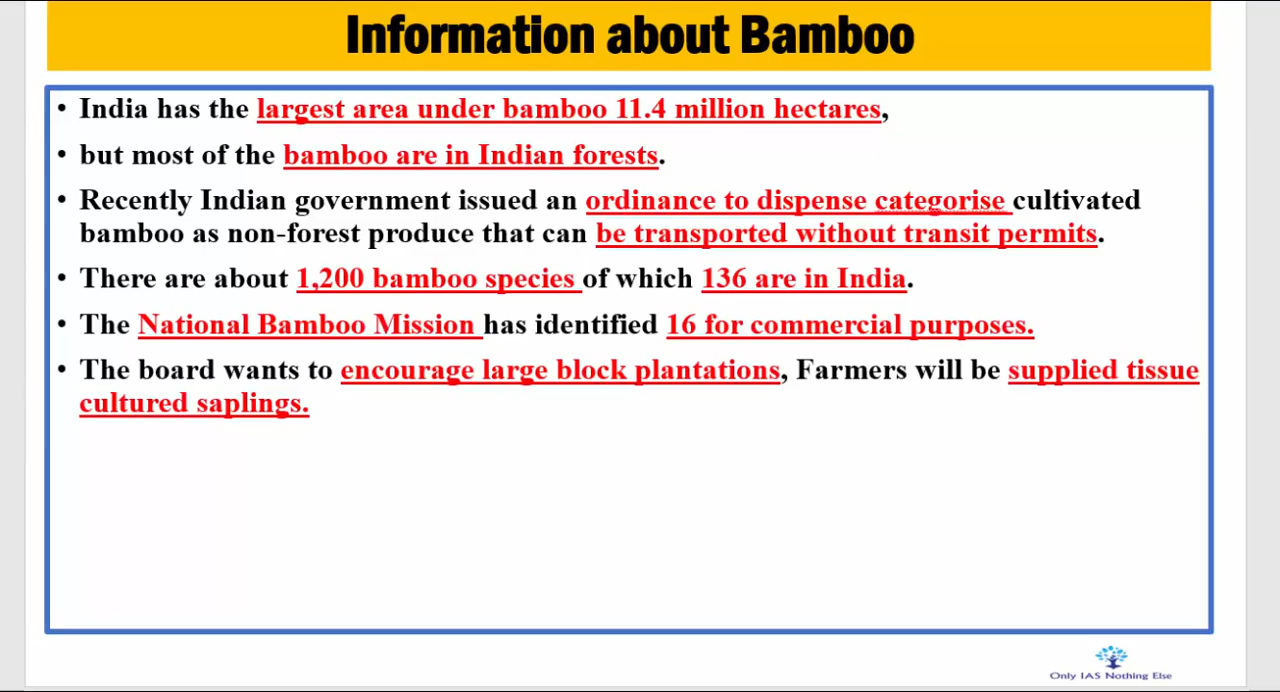 Information about Bamboo
• India has the largest area under bamboo 11.4 million hectares,
• but most of the bamboo are in Indian forests.
• Recently Indian government issued an ordinance to dispense categorise cultivated
bamboo as non-forest produce that can be transported without transit permits.
• There are about 1,200 bamboo species of which 136 are in India.
• The National Bamboo Mission has identified 16 for commercial purposes.
• The board wants to encourage large block plantations, Farmers will be supplied tissue
cultured saplings.
Only IAS Nothing Else